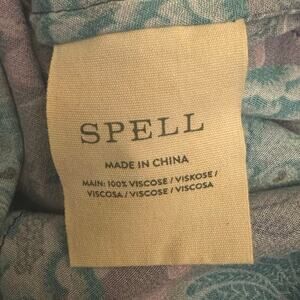 SPELL
MADE IN CHINA
MAIN: 100% VISCOSE / VISKOSE /
VISCOSA / VISCOSE / VISCOSA